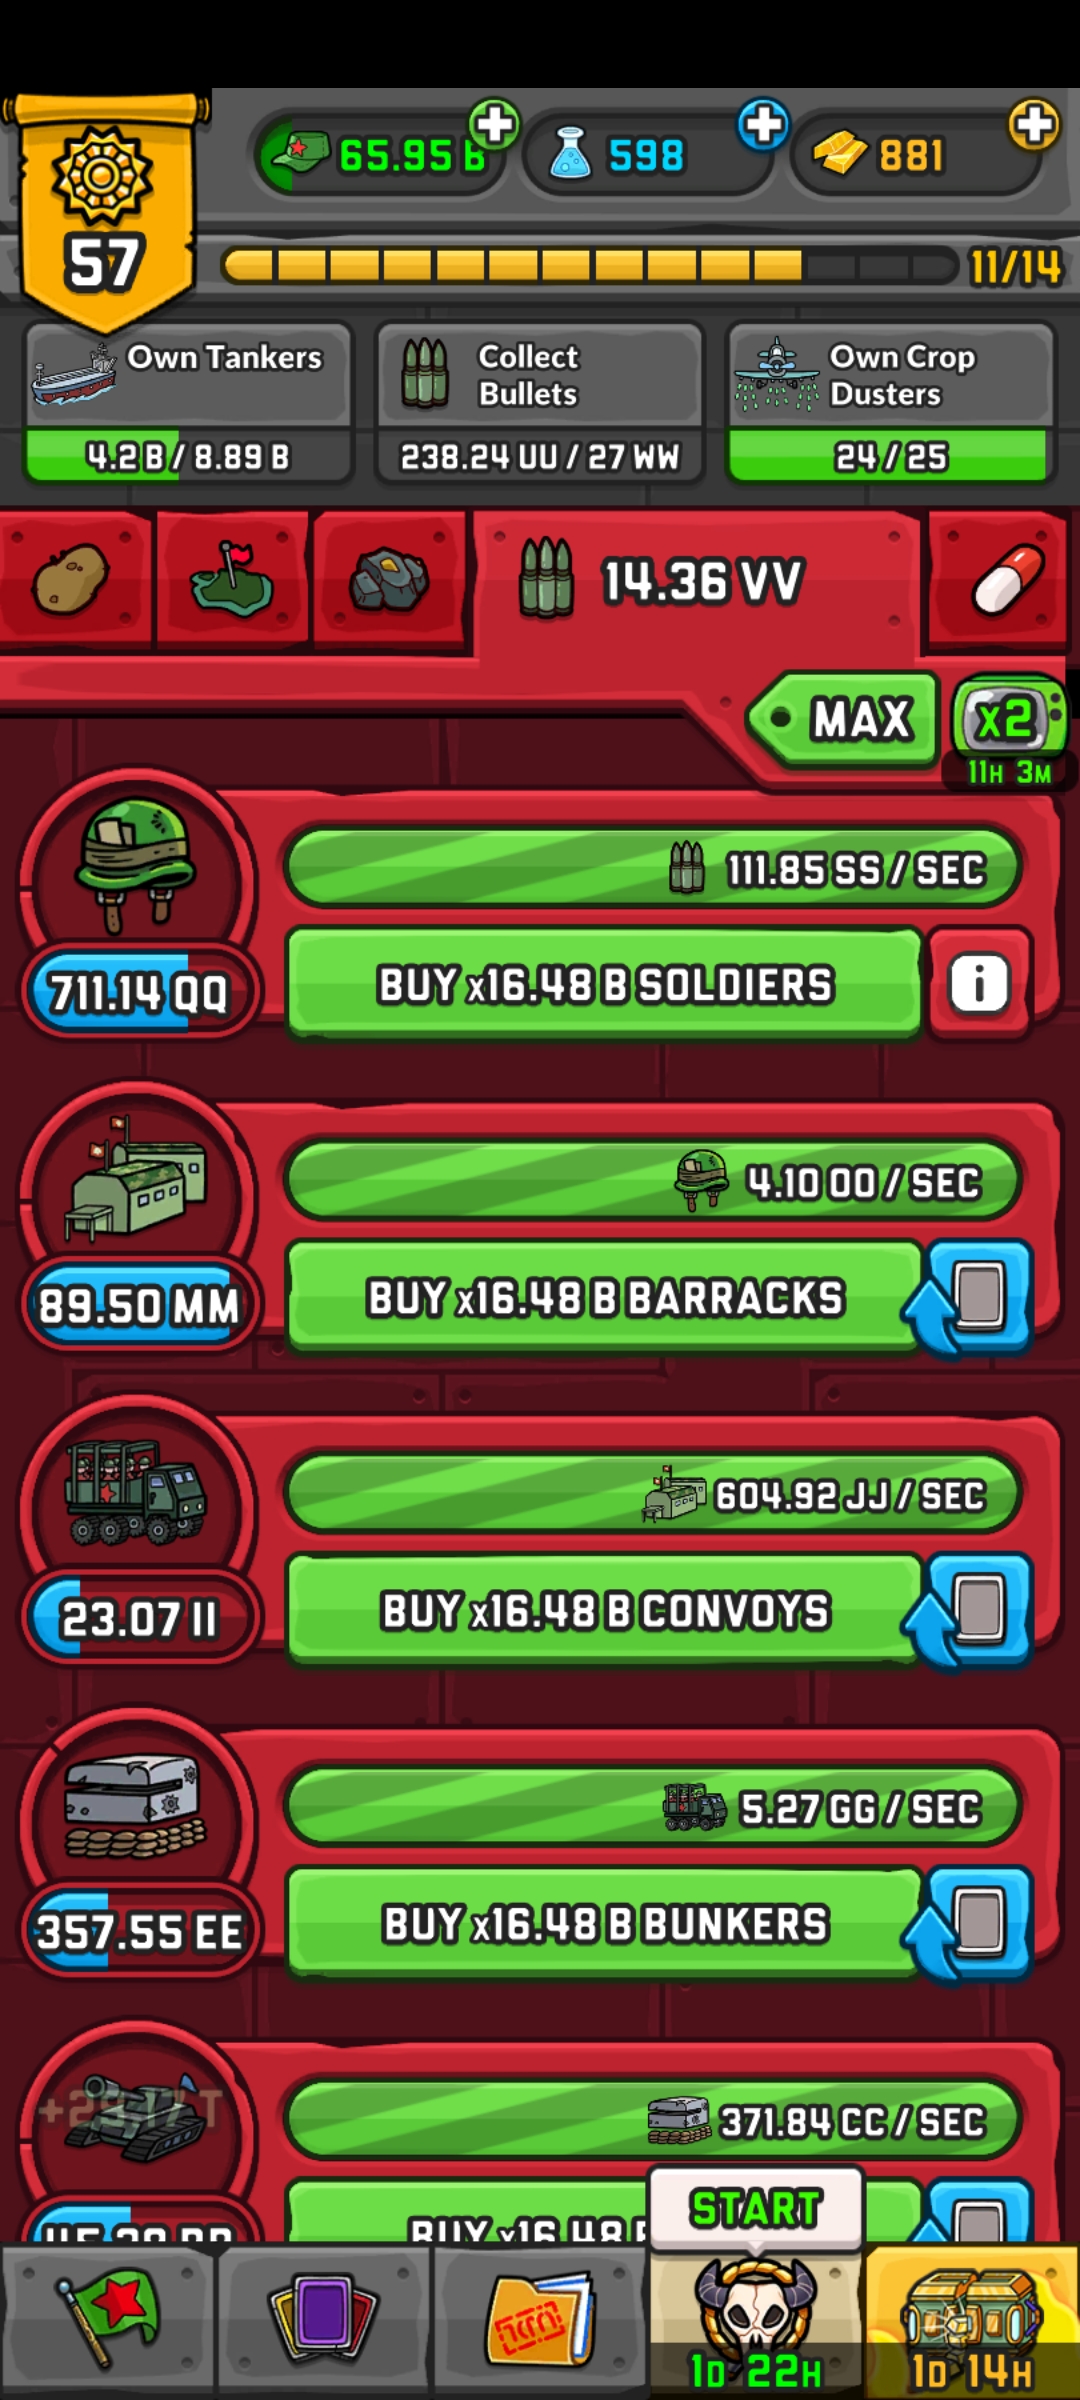 65.95 B
598
881
57
11/14
Own Tankers
4.2 B / 8.89 B
Collect
Bullets
238.24 UU / 27 WW
Own Crop
Dusters
24 / 25
14.36 VV
MAX
x2
11H 3M
111.85 SS / SEC
711.14 QQ
BUY x16.48 B SOLDIERS
i
4.10 OO / SEC
89.50 MM
BUY x16.48 B BARRACKS
604.92 JJ / SEC
23.07 II
BUY x16.48 B CONVOYS
5.27 GG / SEC
357.55 EE
BUY x16.48 B BUNKERS
371.84 CC / SEC
BUY x16.48
START
1D 22H
1D 14H